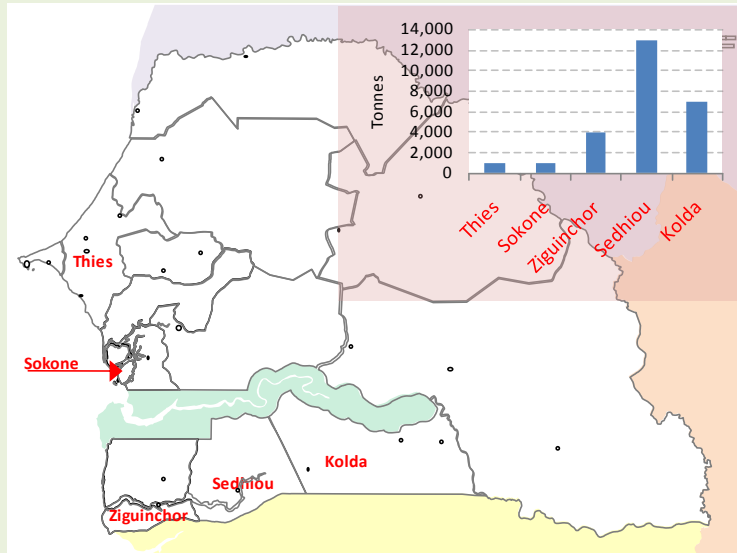 14,000
12,000
10,000
8,000
6,000
4,000
2,000
0
Tonnes
Thies
Sokone
Ziguinchor
Sedhiou
Kolda
Thies
Sokone
Kolda
Sedhiou
Ziguinchor